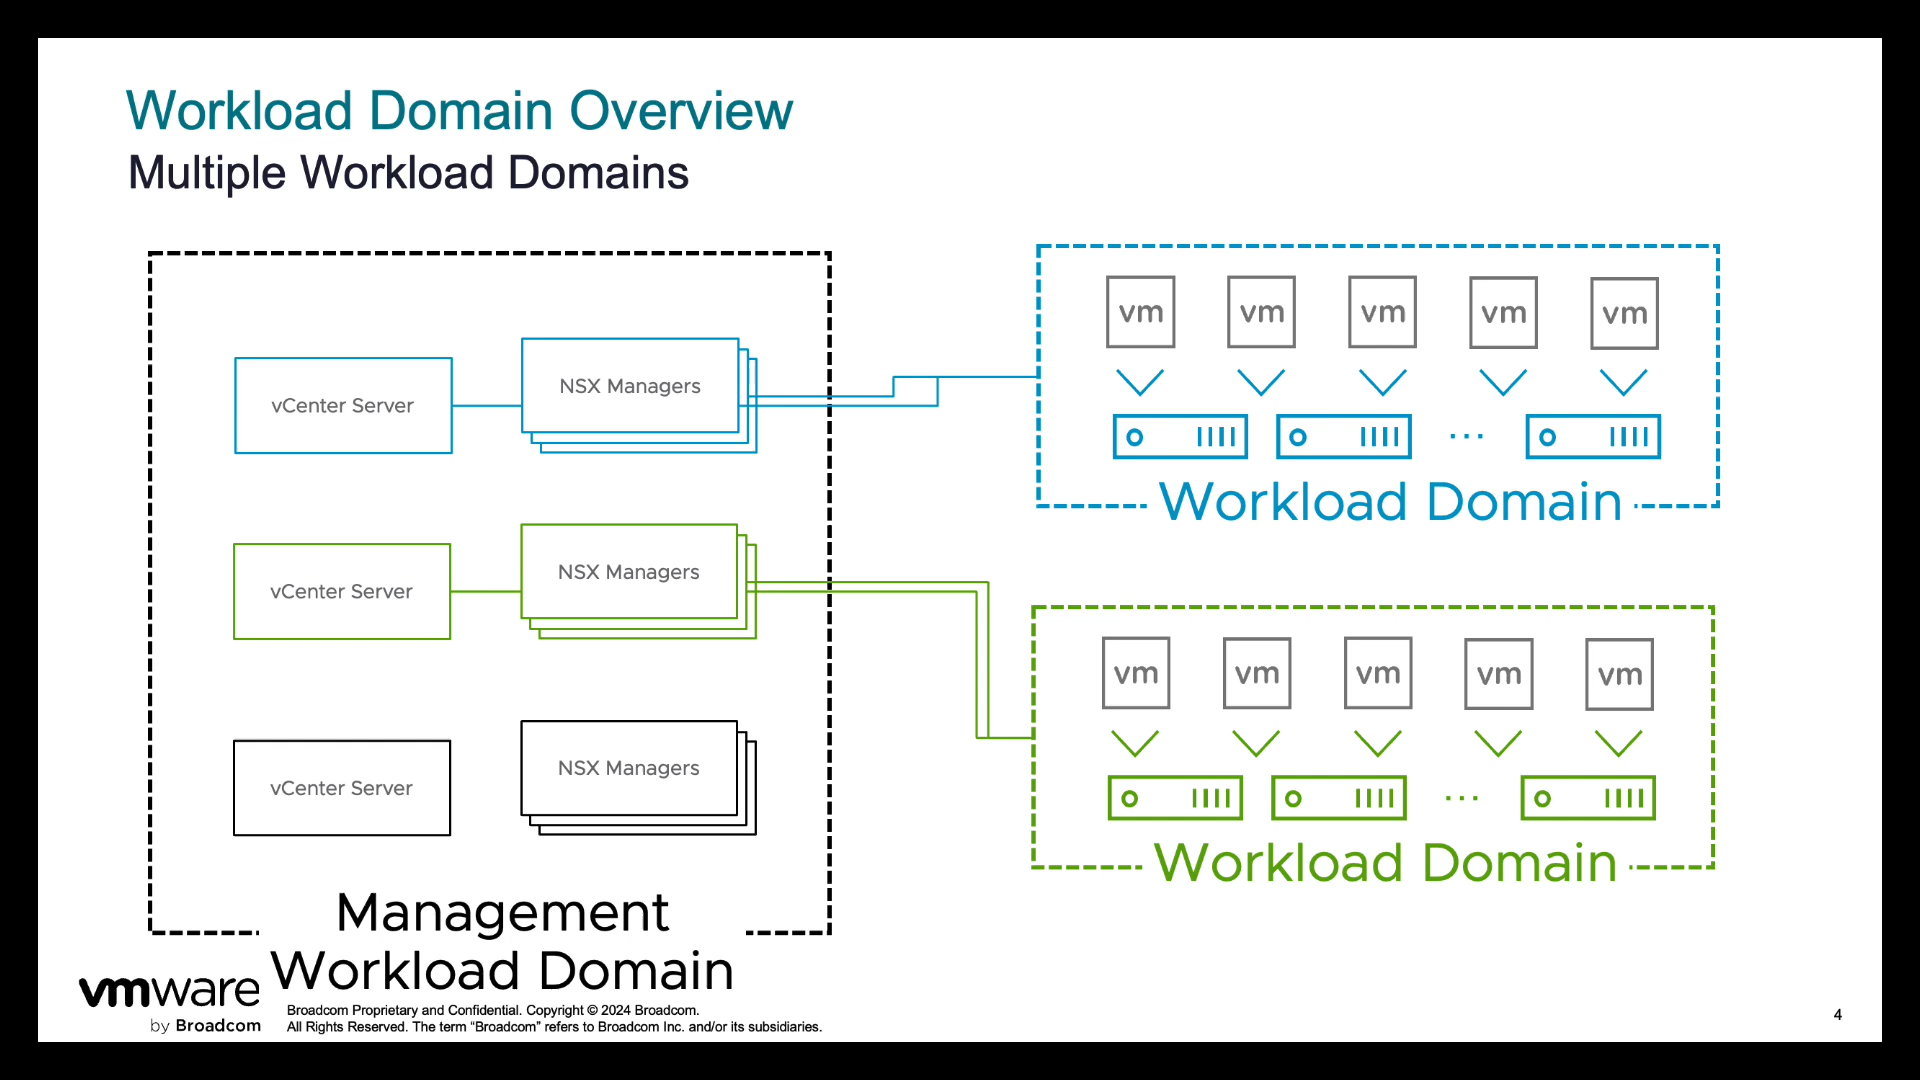 Workload Domain Overview
Multiple Workload Domains
vCenter Server
NSX Managers
vCenter Server
NSX Managers
vCenter Server
NSX Managers
Management
Workload Domain
vm vm vm vm vm
...
Workload Domain
vm vm vm vm vm
...
Workload Domain
vmware
by Broadcom
Broadcom Proprietary and Confidential. Copyright © 2024 Broadcom.
All Rights Reserved. The term “Broadcom” refers to Broadcom Inc. and/or its subsidiaries.
4